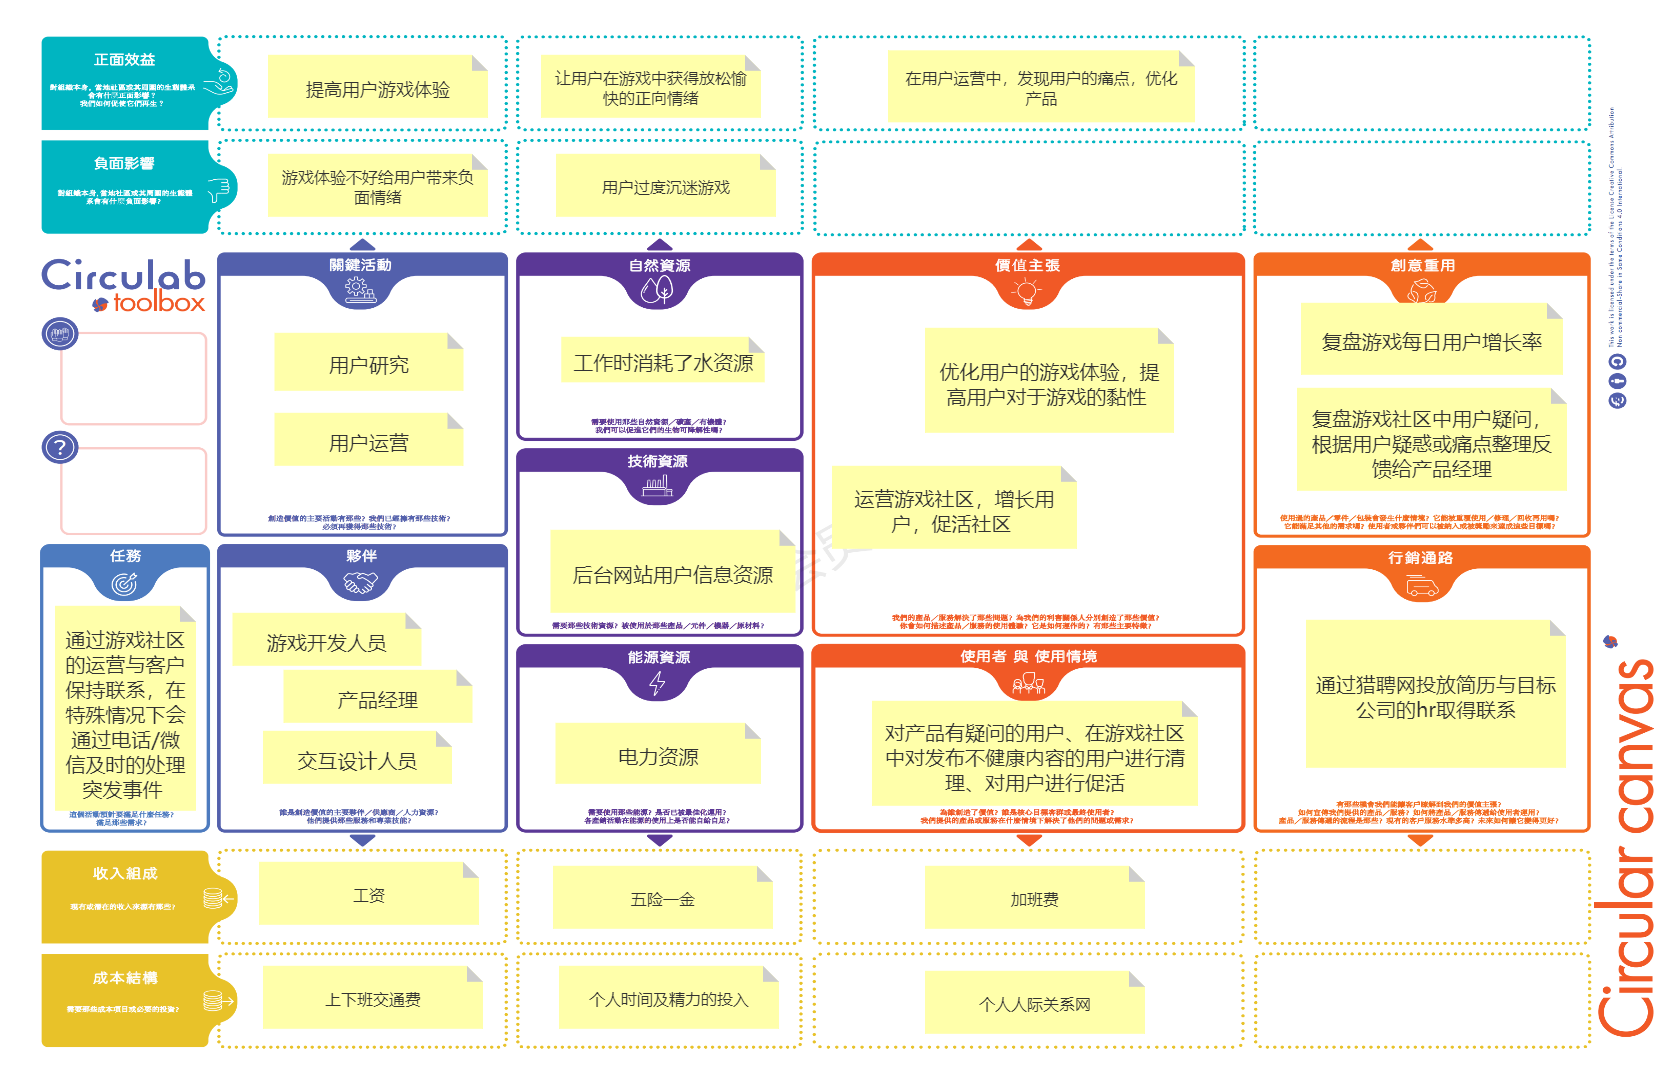 正面效益
對組織本身，當地社區或其周圍的生態體系
會有什麼正面影響？
我們如何促使它們再生？
提高用户游戏体验
让用户在游戏中获得放松愉
快的正向情绪
在用户运营中，发现用户的痛点，优化
产品
負面影響
對組織本身，當地社區或其周圍的生態體
系會有什麼負面影響？
游戏体验不好给用户带来负
面情绪
用户过度沉迷游戏
Circulab
toolbox
?
關鍵活動
用户研究
用户运营
創造價值的主要活動有那些？我們已經擁有那些技術？
必須再獲得那些技術？
自然資源
工作时消耗了水资源
需要使用那些自然資源／礦產／有機體？
我們可以促進它們的生物可降解性嗎？
技術資源
后台网站用户信息资源
需要那些技術資源？被使用於那些產品／元件／機器／原材料？
能源資源
电力资源
需要使用那些能源？是否已被最佳化運用？
各產銷活動在能源的使用上是否能自給自足？
價值主張
优化用户的游戏体验，提
高用户对于游戏的黏性
运营游戏社区，增长用
户，促活社区
我們的產品／服務解決了那些問題？為我們的利害關係人分別創造了那些價值？
你會如何描述產品／服務的使用體驗？它是如何運作的？有那些主要特徵？
使用者 與 使用情境
对产品有疑问的用户、在游戏社区
中对发布不健康内容的用户进行清
理、对用户进行促活
為誰創造了價值？誰是核心目標客群或最終使用者？
我們提供的產品或服務在什麼情境下解決了他們的問題或需求？
創意重用
复盘游戏每日用户增长率
复盘游戏社区中用户疑问，
根据用户疑惑或痛点整理反
馈给产品经理
使用過的產品／零件／包裝會發生什麼情境？它能被重複使用／修理／回收再用嗎？
它能滿足其他的需求嗎？使用者或夥伴們可以被納入或被獎勵來達成這些目標嗎？
行銷通路
通过猎聘网投放简历与目标
公司的hr取得联系
有那些機會我們能讓客戶瞭解到我們的價值主張？
如何宣傳我們提供的產品／服務？如何將產品／服務傳遞給使用者運用？
產品／服務傳遞的流程是那些？現有的客戶服務水準多高？未來如何讓它變得更好？
任務
通过游戏社区
的运营与客户
保持联系，在
特殊情况下会
通过电话/微
信及时的处理
突发事件
這個活動預計要滿足什麼任務？
滿足那些需求？
夥伴
游戏开发人员
产品经理
交互设计人员
誰是創造價值的主要夥伴／供應商／人力資源？
他們提供那些服務和專業技能？
收入組成
現有或潛在的收入來源有那些？
工资
五险一金
加班费
成本結構
需要那些成本項目或必要的投資？
上下班交通费
个人时间及精力的投入
个人人际关系网
This work is licensed under the terms of the License Creative Commons Attribution
Non commercial-Share in Same Conditions 4.0 International
Circular canvas
会员